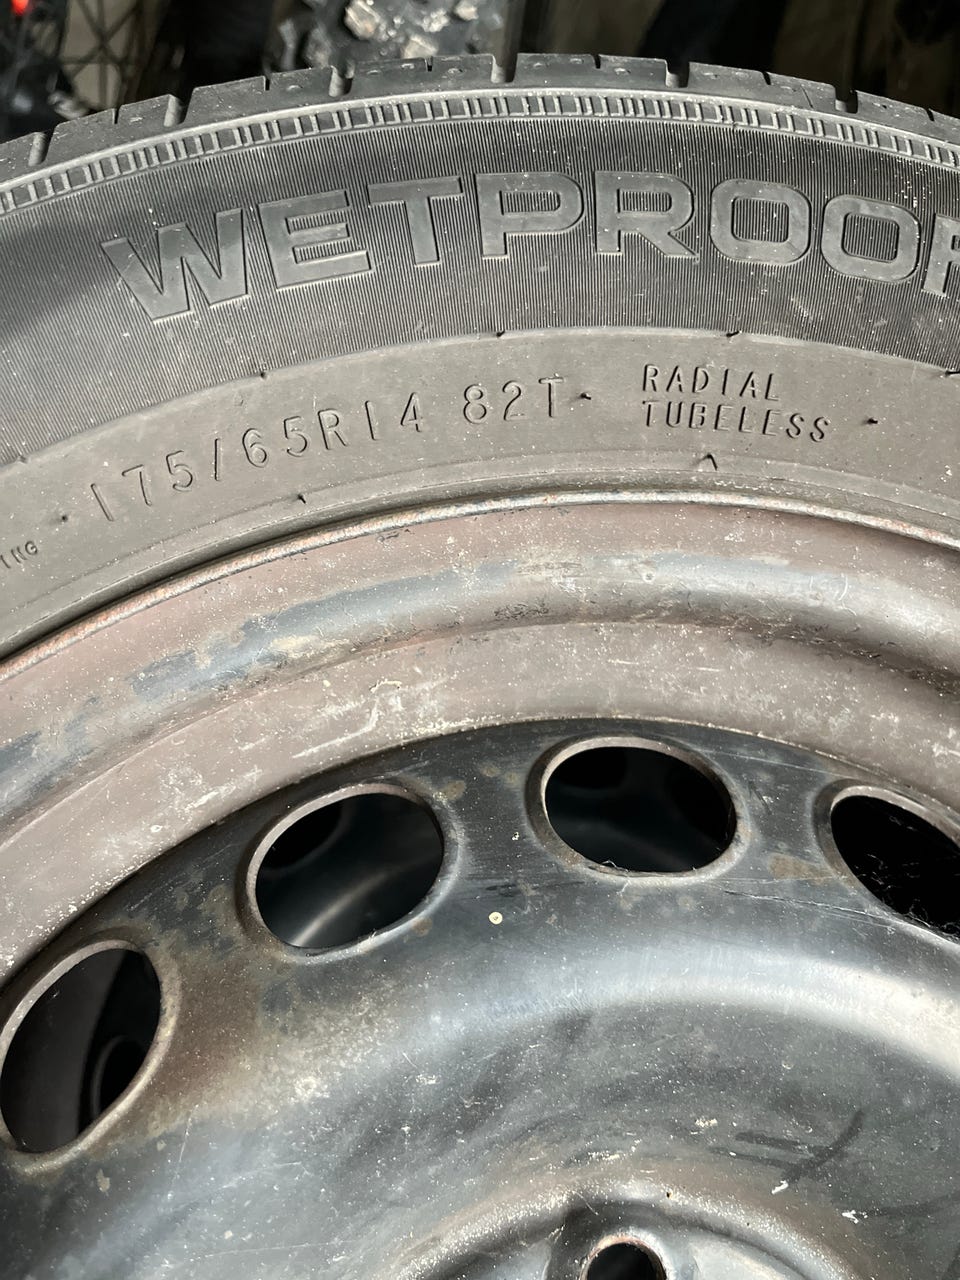 WETPROOF
175/65R14 82T
RADIAL
TUBELESS